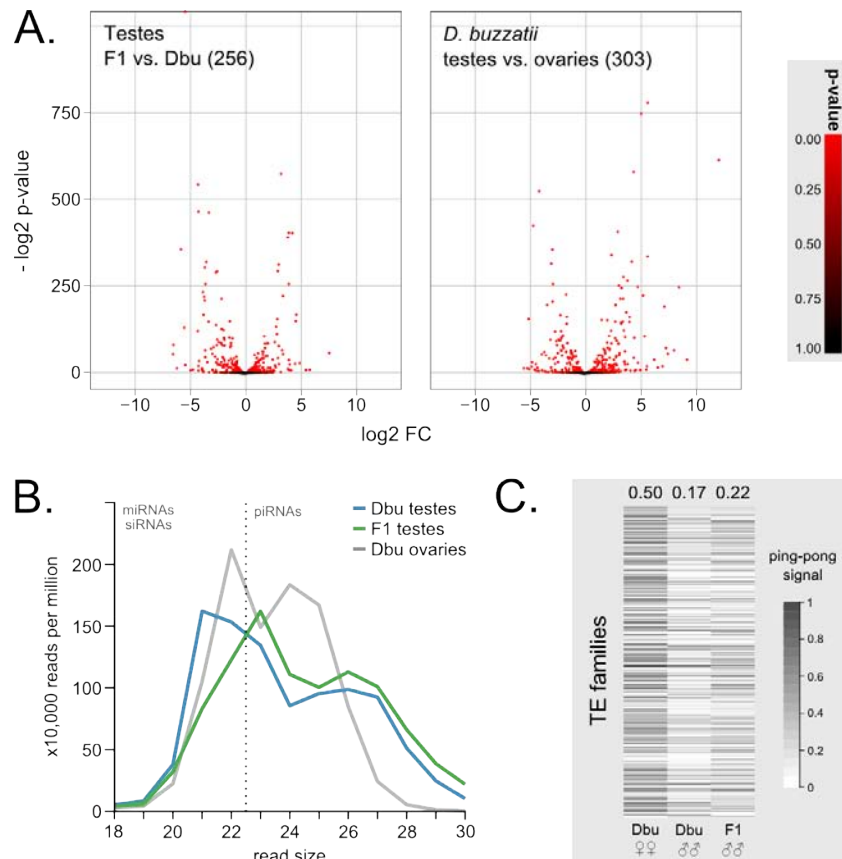 A.
Testes
F1 vs. Dbu (256)
D. buzzatii
testes vs. ovaries (303)
p-value
0.00
0.25
0.50
0.75
1.00
- log2 p-value
750
500
250
0
−10 −5 0 5 10
−10 −5 0 5 10
log2 FC
B.
miRNAs
siRNAs
piRNAs
Dbu testes
F1 testes
Dbu ovaries
x10,000 reads per million
200
150
100
50
0
18 20 22 24 26 28 30
read size
C.
0.50 0.17 0.22
TE families
ping-pong
signal
1
0.8
0.6
0.4
0.2
0
Dbu Dbu F1
♀♀ ♂♂ ♂♂